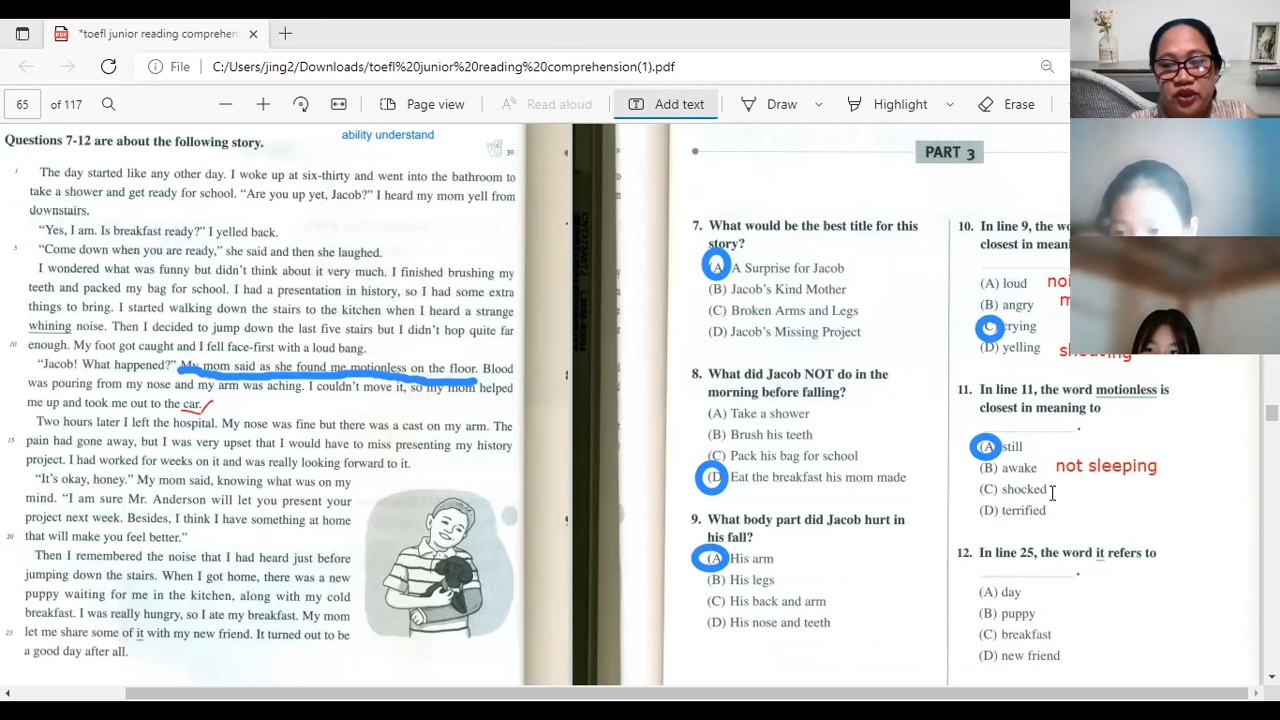 *toefl junior reading comprehen
File
C:/Users/jing2/Downloads/toefl%20junior%20reading%20comprehension(1).pdf
65
of 117
Page view
Read aloud
Add text
Draw
Highlight
Erase
Questions 7-12 are about the following story.
ability understand
30
1
The day started like any other day. I woke up at six-thirty and went into the bathroom to
take a shower and get ready for school. “Are you up yet, Jacob?” I heard my mom yell from
downstairs.
“Yes, I am. Is breakfast ready?” I yelled back.
5
“Come down when you are ready,” she said and then she laughed.
I wondered what was funny but didn’t think about it very much. I finished brushing my
teeth and packed my bag for school. I had a presentation in history, so I had some extra
things to bring. I started walking down the stairs to the kitchen when I heard a strange
whining noise. Then I decided to jump down the last five stairs but I didn’t hop quite far
10
enough. My foot got caught and I fell face-first with a loud bang.
“Jacob! What happened?” My mom said as she found me motionless on the floor. Blood
was pouring from my nose and my arm was aching. I couldn’t move it, so my mom helped
me up and took me out to the car.
Two hours later I left the hospital. My nose was fine but there was a cast on my arm. The
15
pain had gone away, but I was very upset that I would have to miss presenting my history
project. I had worked for weeks on it and was really looking forward to it.
“It’s okay, honey.” My mom said, knowing what was on my
mind. “I am sure Mr. Anderson will let you present your
project next week. Besides, I think I have something at home
20
that will make you feel better.”
Then I remembered the noise that I had heard just before
jumping down the stairs. When I got home, there was a new
puppy waiting for me in the kitchen, along with my cold
breakfast. I was really hungry, so I ate my breakfast. My mom
25
let me share some of it with my new friend. It turned out to be
a good day after all.
PART 3
7. What would be the best title for this
story?
(A) A Surprise for Jacob
(B) Jacob’s Kind Mother
(C) Broken Arms and Legs
(D) Jacob’s Missing Project
8. What did Jacob NOT do in the
morning before falling?
(A) Take a shower
(B) Brush his teeth
(C) Pack his bag for school
(D) Eat the breakfast his mom made
9. What body part did Jacob hurt in
his fall?
(A) His arm
(B) His legs
(C) His back and arm
(D) His nose and teeth
10. In line 9, the wo
closest in meaning to
(A) loud
noi
(B) angry
m
(C) crying
(D) yelling
11. In line 11, the word motionless is
closest in meaning to
.
(A) still
(B) awake
not sleeping
(C) shocked
(D) terrified
12. In line 25, the word it refers to
.
(A) day
(B) puppy
(C) breakfast
(D) new friend